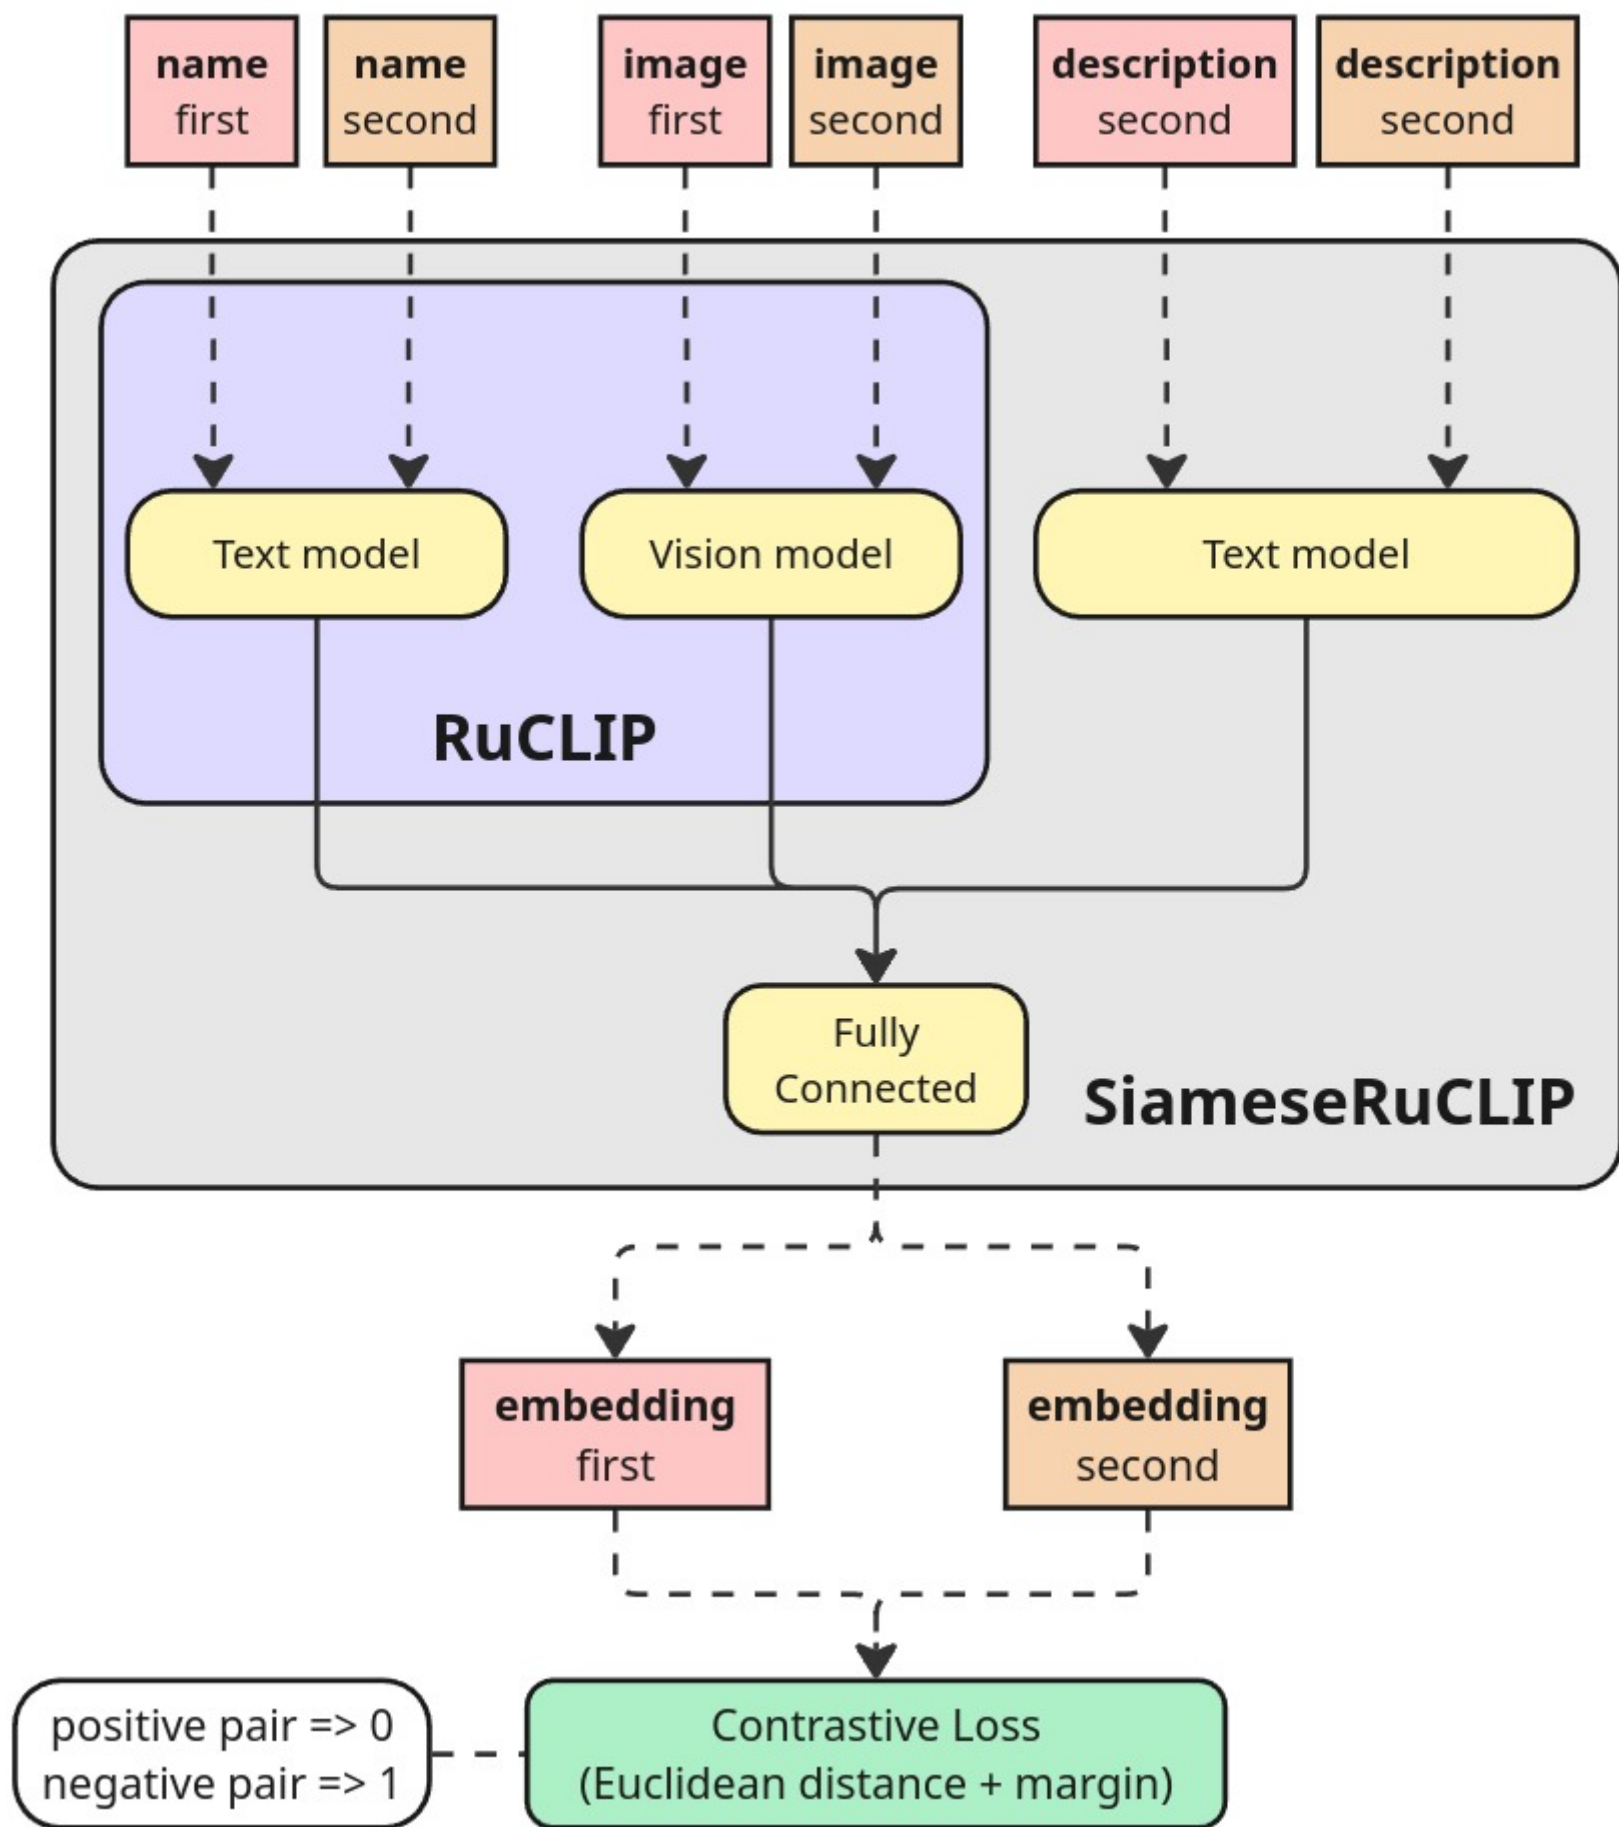 name
first
name
second
image
first
image
second
description
second
description
second
Text model
Vision model
Text model
RuCLIP
Fully
Connected
SiameseRuCLIP
embedding
first
embedding
second
positive pair => 0
negative pair => 1
Contrastive Loss
(Euclidean distance + margin)